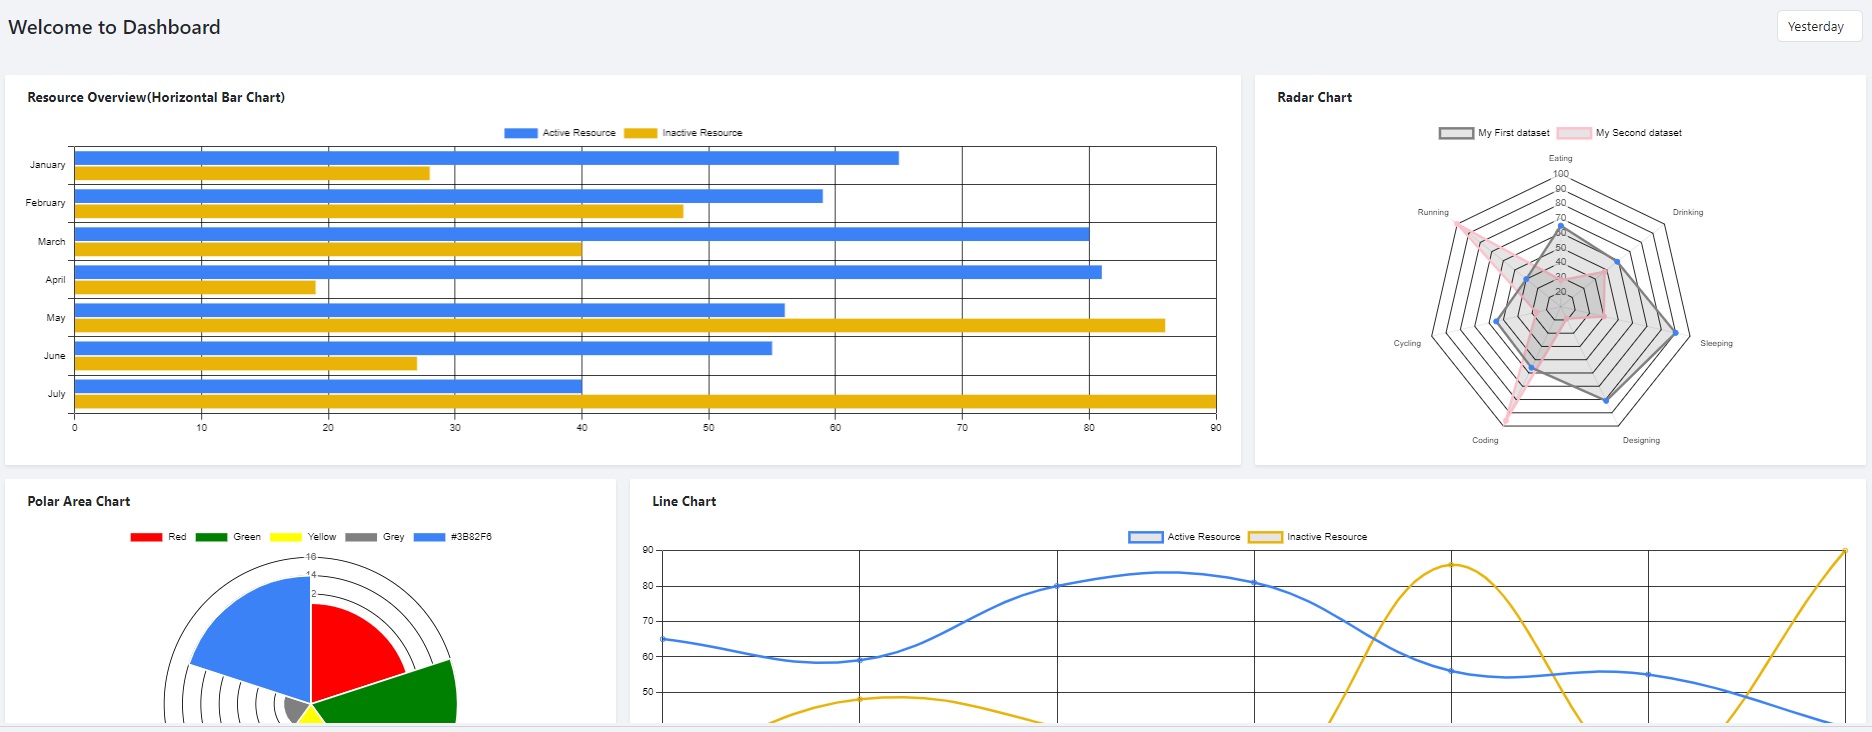 Welcome to Dashboard
Yesterday
Resource Overview(Horizontal Bar Chart)
Active Resource Inactive Resource
January
February
March
April
May
June
July
0 10 20 30 40 50 60 70 80 90
Radar Chart
My First dataset My Second dataset
Eating
100
90
80
70
60
50
40
30
20
Running Drinking
Cycling Sleeping
Coding Designing
Polar Area Chart
Red Green Yellow Grey #3B82F6
16
14
2
Line Chart
Active Resource Inactive Resource
90
80
70
60
50